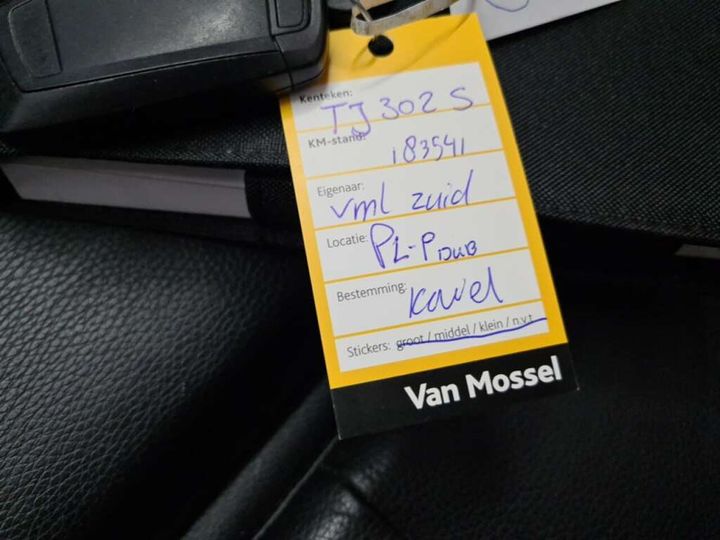 Kenteken: TJ 302 S
KM-stand: 183541
Eigenaar: vml zuid
Locatie: PL-PDUB
Bestemming: Kavel
Stickers: groot / middel / klein / n.v.t.
Van Mossel